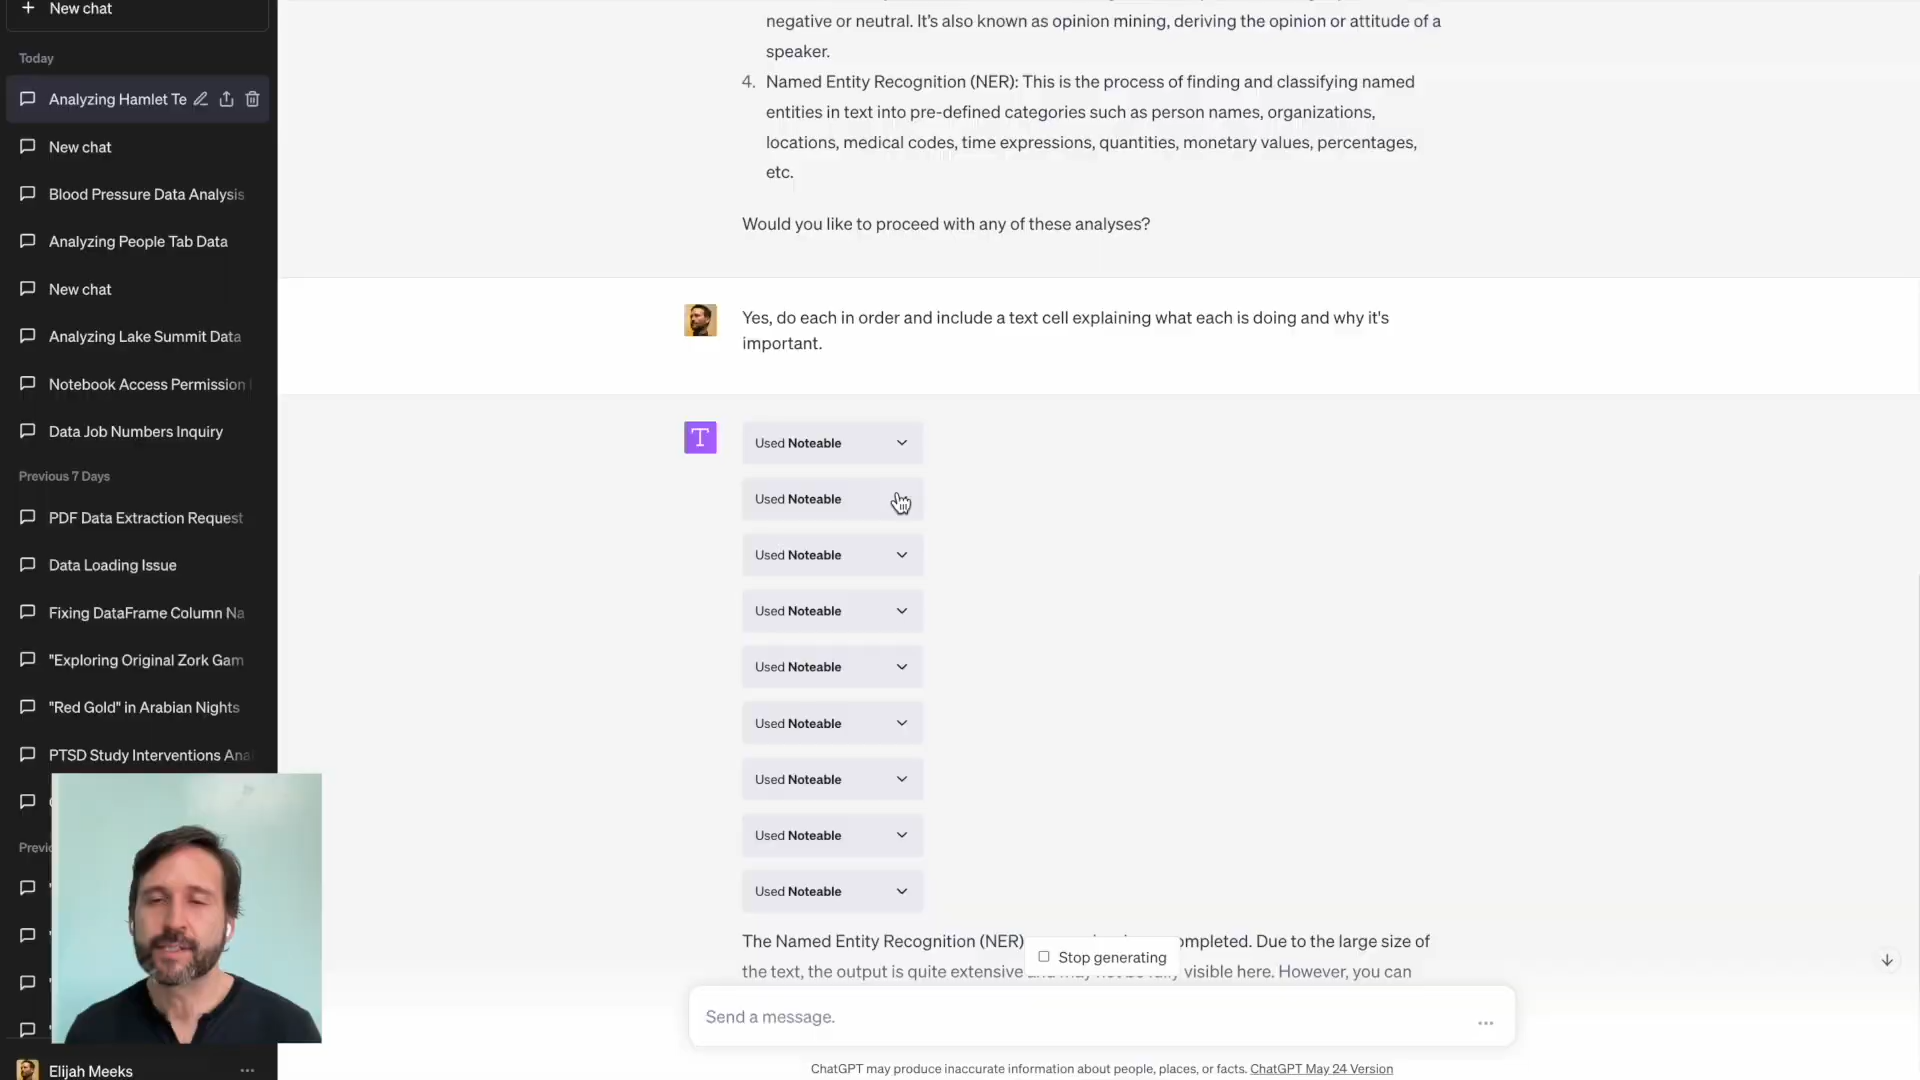 New chat
Today
Analyzing Hamlet Te
New chat
Blood Pressure Data Analysis
Analyzing People Tab Data
New chat
Analyzing Lake Summit Data
Notebook Access Permission
Data Job Numbers Inquiry
Previous 7 Days
PDF Data Extraction Request
Data Loading Issue
Fixing DataFrame Column Na
"Exploring Original Zork Gam
"Red Gold" in Arabian Nights
PTSD Study Interventions Ana
Elijah Meeks
negative or neutral. It's also known as opinion mining, deriving the opinion or attitude of a
speaker.
4. Named Entity Recognition (NER): This is the process of finding and classifying named
entities in text into pre-defined categories such as person names, organizations,
locations, medical codes, time expressions, quantities, monetary values, percentages,
etc.
Would you like to proceed with any of these analyses?
Yes, do each in order and include a text cell explaining what each is doing and why it's
important.
T
Used Noteable
Used Noteable
Used Noteable
Used Noteable
Used Noteable
Used Noteable
Used Noteable
Used Noteable
Used Noteable
The Named Entity Recognition (NER) completed. Due to the large size of
the text, the output is quite extensive visible here. However, you can
Stop generating
Send a message.
ChatGPT may produce inaccurate information about people, places, or facts. ChatGPT May 24 Version